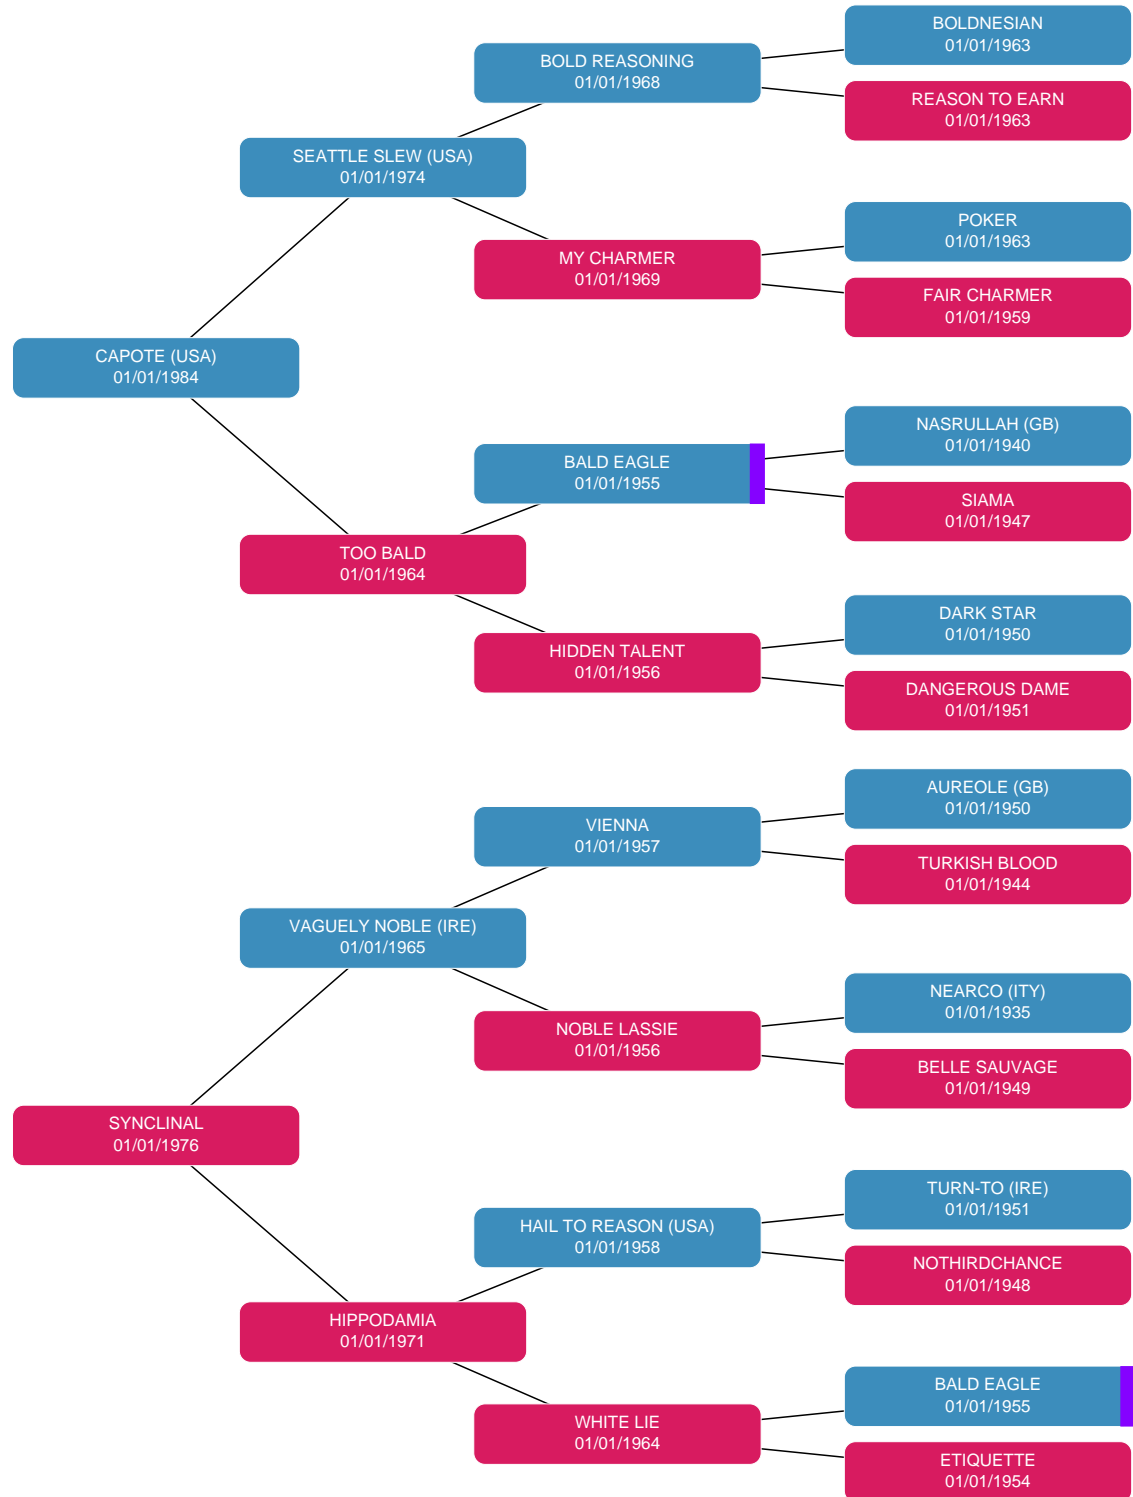 BOLDNESIAN
01/01/1963
BOLD REASONING
01/01/1968
REASON TO EARN
01/01/1963
SEATTLE SLEW (USA)
01/01/1974
POKER
01/01/1963
MY CHARMER
01/01/1969
FAIR CHARMER
01/01/1959
CAPOTE (USA)
01/01/1984
NASRULLAH (GB)
01/01/1940
BALD EAGLE
01/01/1955
SIAMA
01/01/1947
TOO BALD
01/01/1964
DARK STAR
01/01/1950
HIDDEN TALENT
01/01/1956
DANGEROUS DAME
01/01/1951
AUREOLE (GB)
01/01/1950
VIENNA
01/01/1957
TURKISH BLOOD
01/01/1944
VAGUELY NOBLE (IRE)
01/01/1965
NEARCO (ITY)
01/01/1935
NOBLE LASSIE
01/01/1956
BELLE SAUVAGE
01/01/1949
SYNCLINAL
01/01/1976
TURN-TO (IRE)
01/01/1951
HAIL TO REASON (USA)
01/01/1958
NOTHIRDCHANCE
01/01/1948
HIPPODAMIA
01/01/1971
BALD EAGLE
01/01/1955
WHITE LIE
01/01/1964
ETIQUETTE
01/01/1954